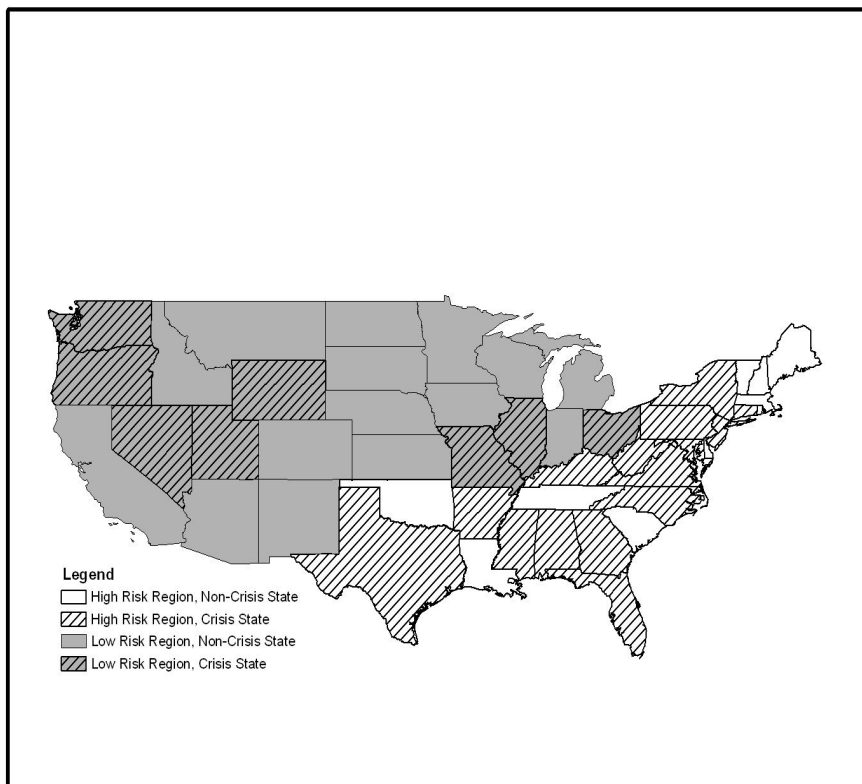 Legend
High Risk Region, Non-Crisis State
High Risk Region, Crisis State
Low Risk Region, Non-Crisis State
Low Risk Region, Crisis State